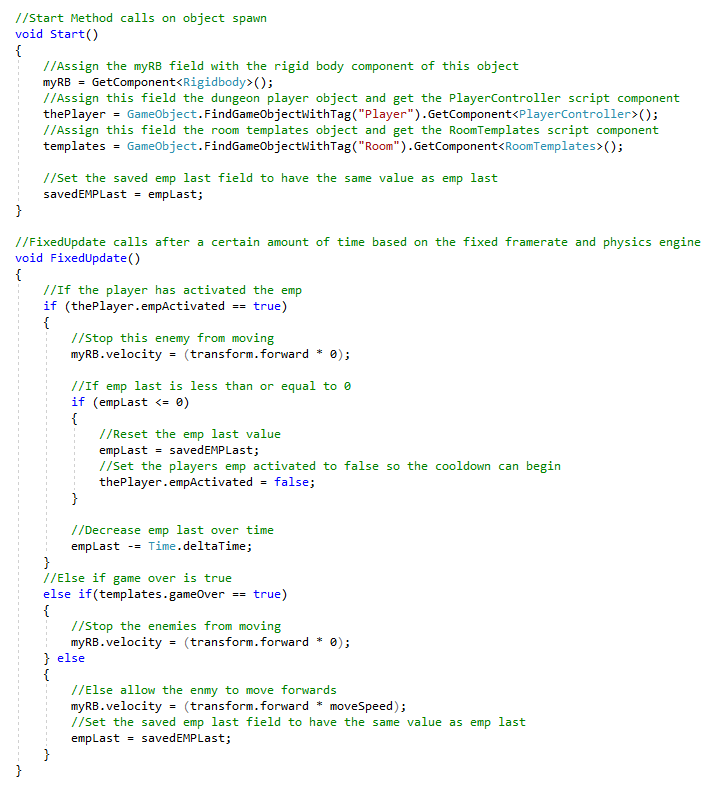 //Start Method calls on object spawn
void Start()
{
//Assign the myRB field with the rigid body component of this object
myRB = GetComponent<Rigidbody>();
//Assign this field the dungeon player object and get the PlayerController script component
thePlayer = GameObject.FindGameObjectWithTag("Player").GetComponent<PlayerController>();
//Assign this field the room templates object and get the RoomTemplates script component
templates = GameObject.FindGameObjectWithTag("Room").GetComponent<RoomTemplates>();
//Set the saved emp last field to have the same value as emp last
savedEMPLast = empLast;
}
//FixedUpdate calls after a certain amount of time based on the fixed framerate and physics engine
void FixedUpdate()
{
//If the player has activated the emp
if (thePlayer.empActivated == true)
{
//Stop this enemy from moving
myRB.velocity = (transform.forward * 0);
//If emp last is less than or equal to 0
if (empLast <= 0)
{
//Reset the emp last value
empLast = savedEMPLast;
//Set the players emp activated to false so the cooldown can begin
thePlayer.empActivated = false;
}
//Decrease emp last over time
empLast -= Time.deltaTime;
}
//Else if game over is true
else if(templates.gameOver == true)
{
//Stop the enemies from moving
myRB.velocity = (transform.forward * 0);
} else
{
//Else allow the enmy to move forwards
myRB.velocity = (transform.forward * moveSpeed);
//Set the saved emp last field to have the same value as emp last
empLast = savedEMPLast;
}
}